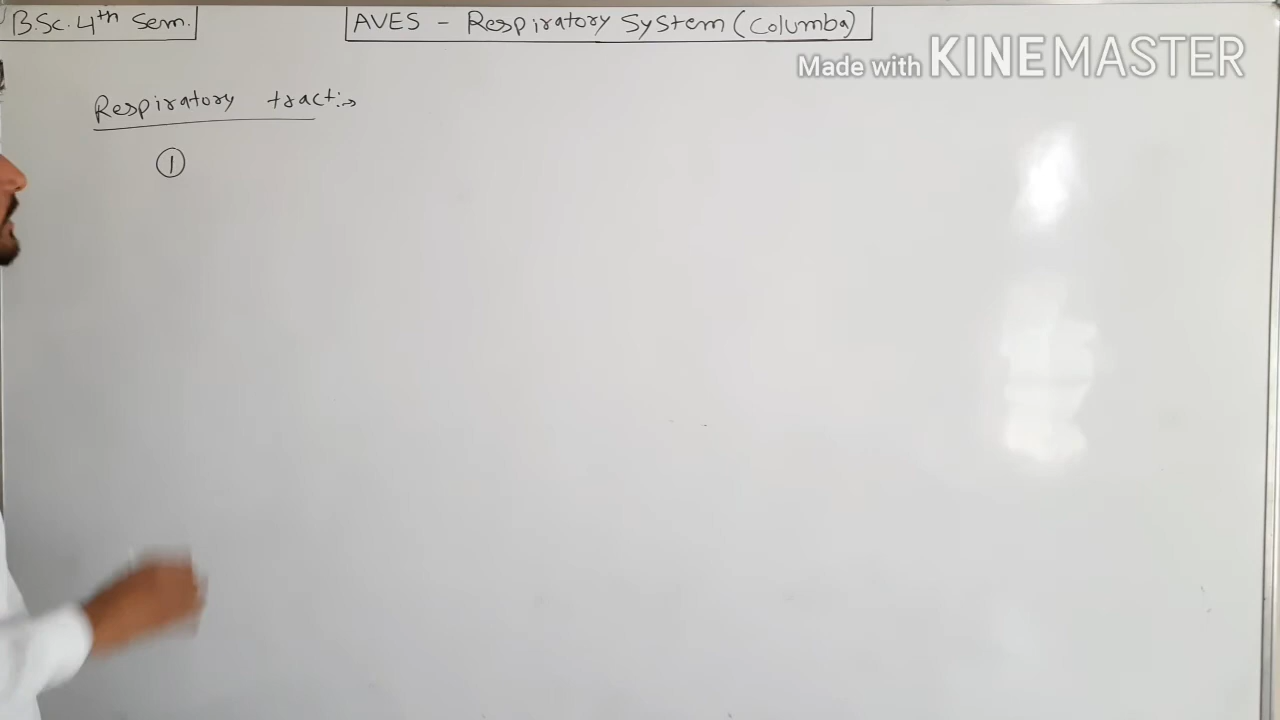 B.Sc. 4th Sem.
AVES - Respiratory System (Columba)
Made with KINEMASTER
Respiratory tract:→
①